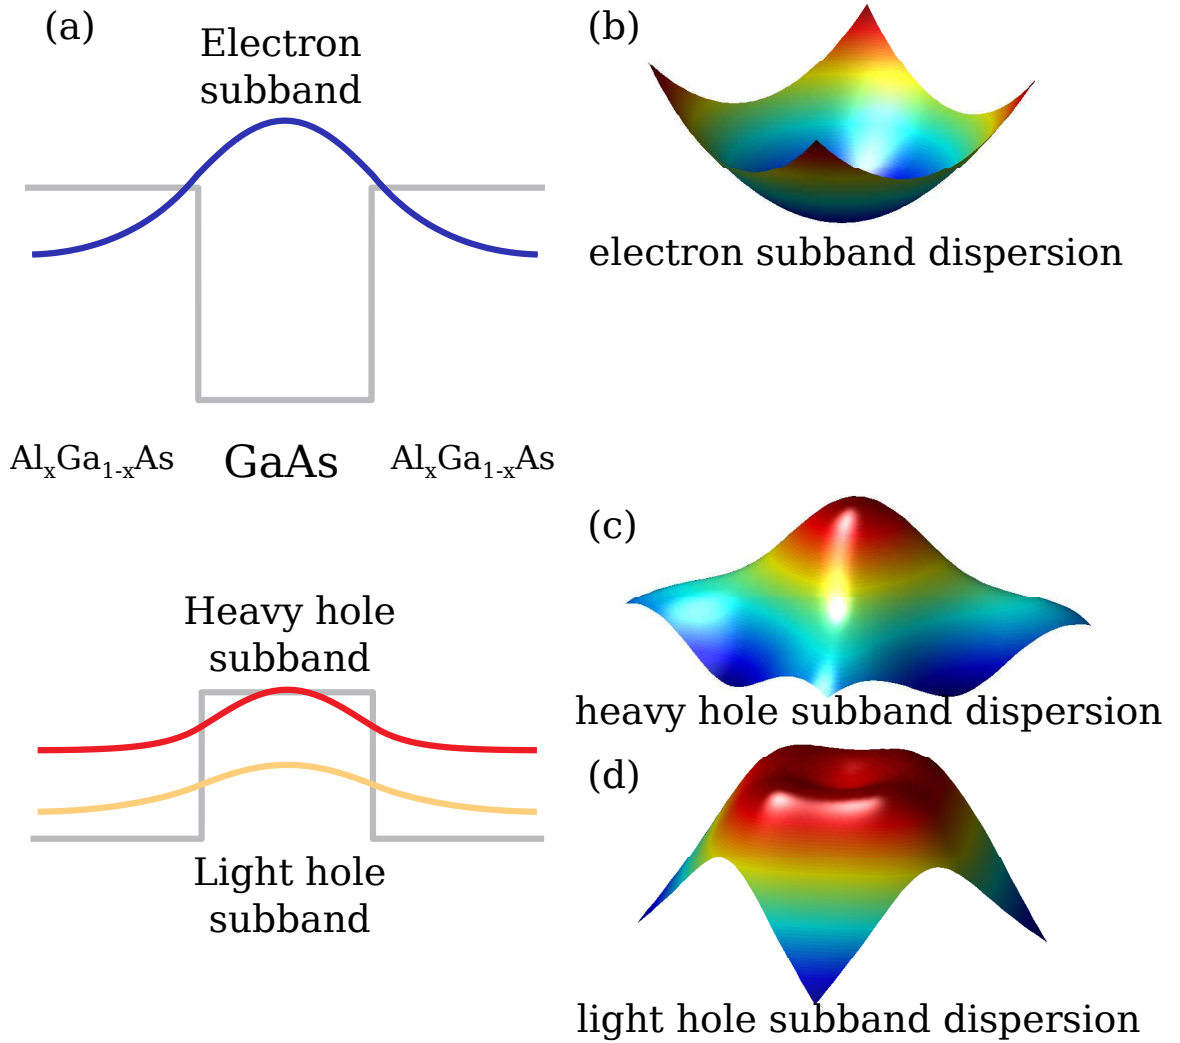 (a)
Electron
subband
AlₓGa₁₋ₓAs
GaAs
AlₓGa₁₋ₓAs
Heavy hole
subband
Light hole
subband
(b)
electron subband dispersion
(c)
heavy hole subband dispersion
(d)
light hole subband dispersion